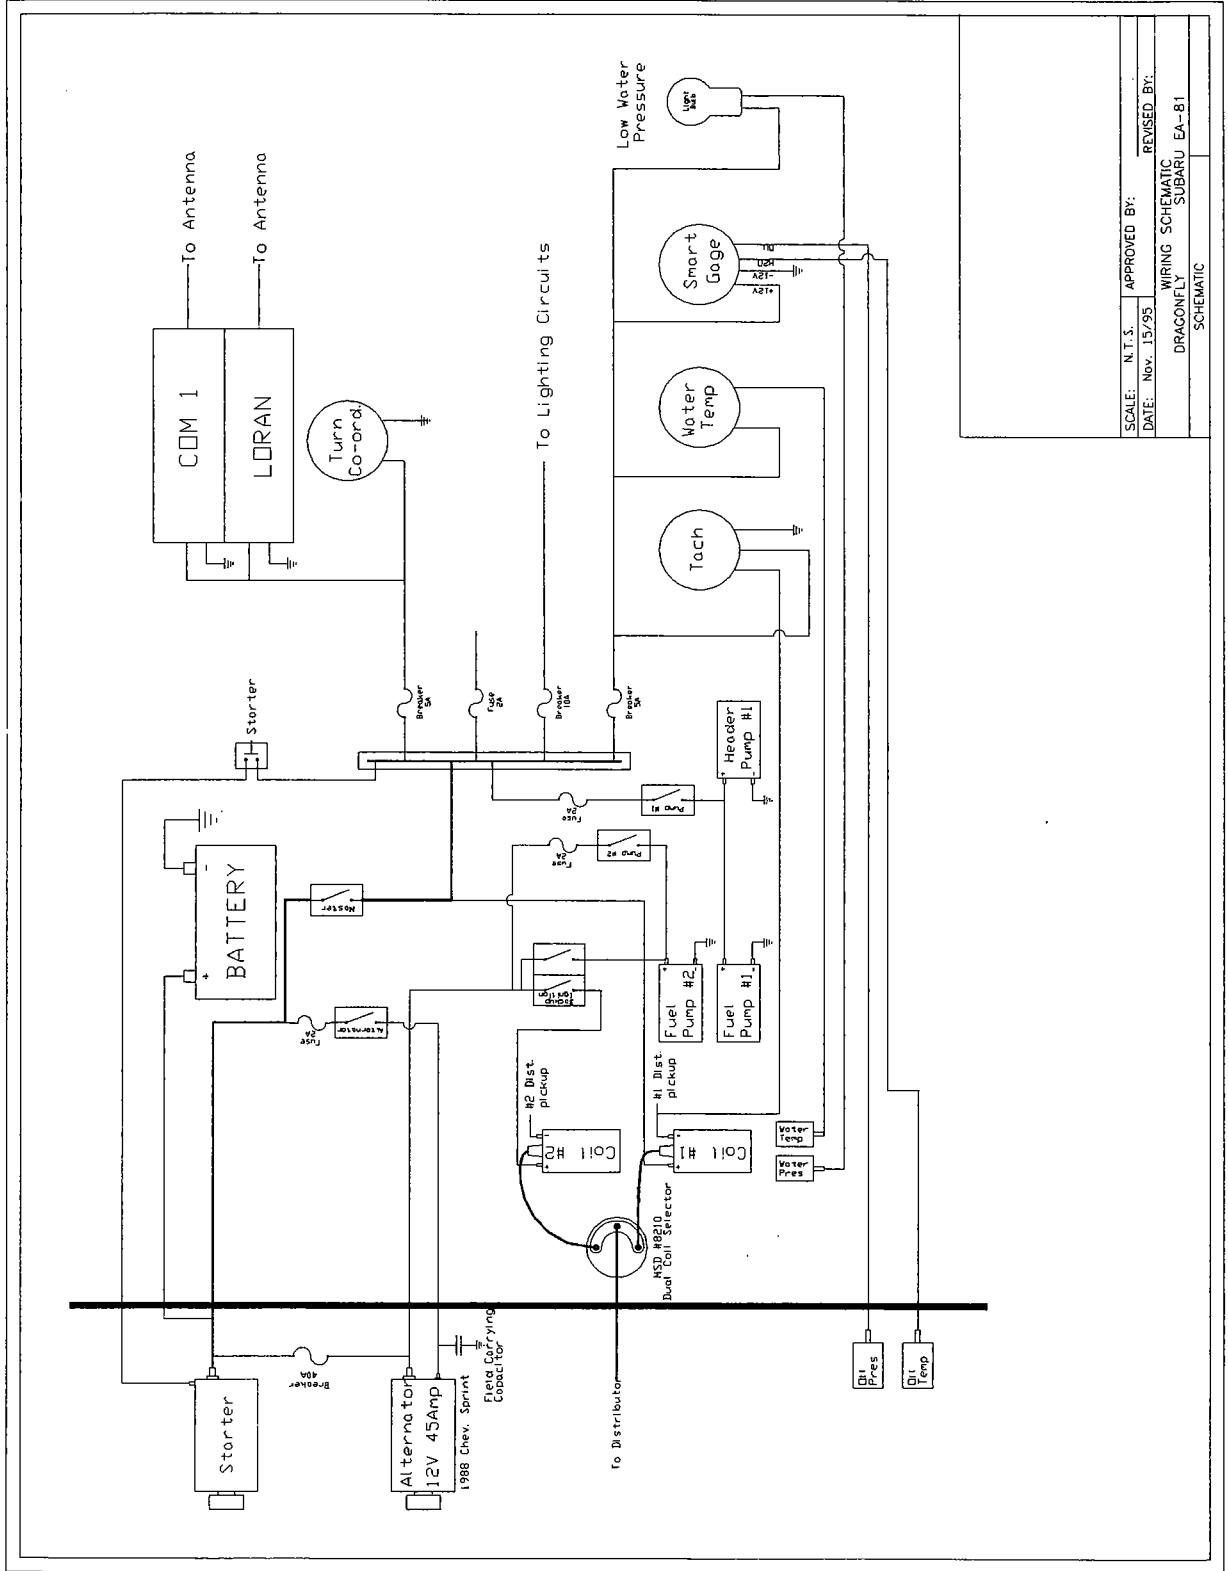 To Antenna
To Antenna
COM 1
LORAN
Turn
Co-ord.
To Lighting Circuits
Low Water
Pressure
Light
Bulb
Smart
Gage
OIL
H2O
-12V
+12V
Water
Temp
Tach
Breaker
5A
Fuse
2A
Breaker
10A
Breaker
5A
Starter
BATTERY
+
-
Master
Fuse
2A
Alternator
Fuse
2A
Pump #1
Fuse
2A
Pump #2
Header
Pump #1
+
-
Backup
Ignition
Fuel
Pump #2
+
-
Fuel
Pump #1
+
-
#2 Dist.
pickup
#1 Dist.
pickup
Coil #2
+
-
Coil #1
+
-
Water
Temp
Water
Pres
MSD #8210
Dual Coil Selector
To Distributor
Starter
Breaker
40A
Alternator
12V 45Amp
1988 Chev. Sprint
Field Carrying
Capacitor
Oil
Pres
Oil
Temp
SCALE: N.T.S.
APPROVED BY:
DATE: Nov. 15/95
REVISED BY:
WIRING SCHEMATIC
DRAGONFLY SUBARU EA-81
SCHEMATIC